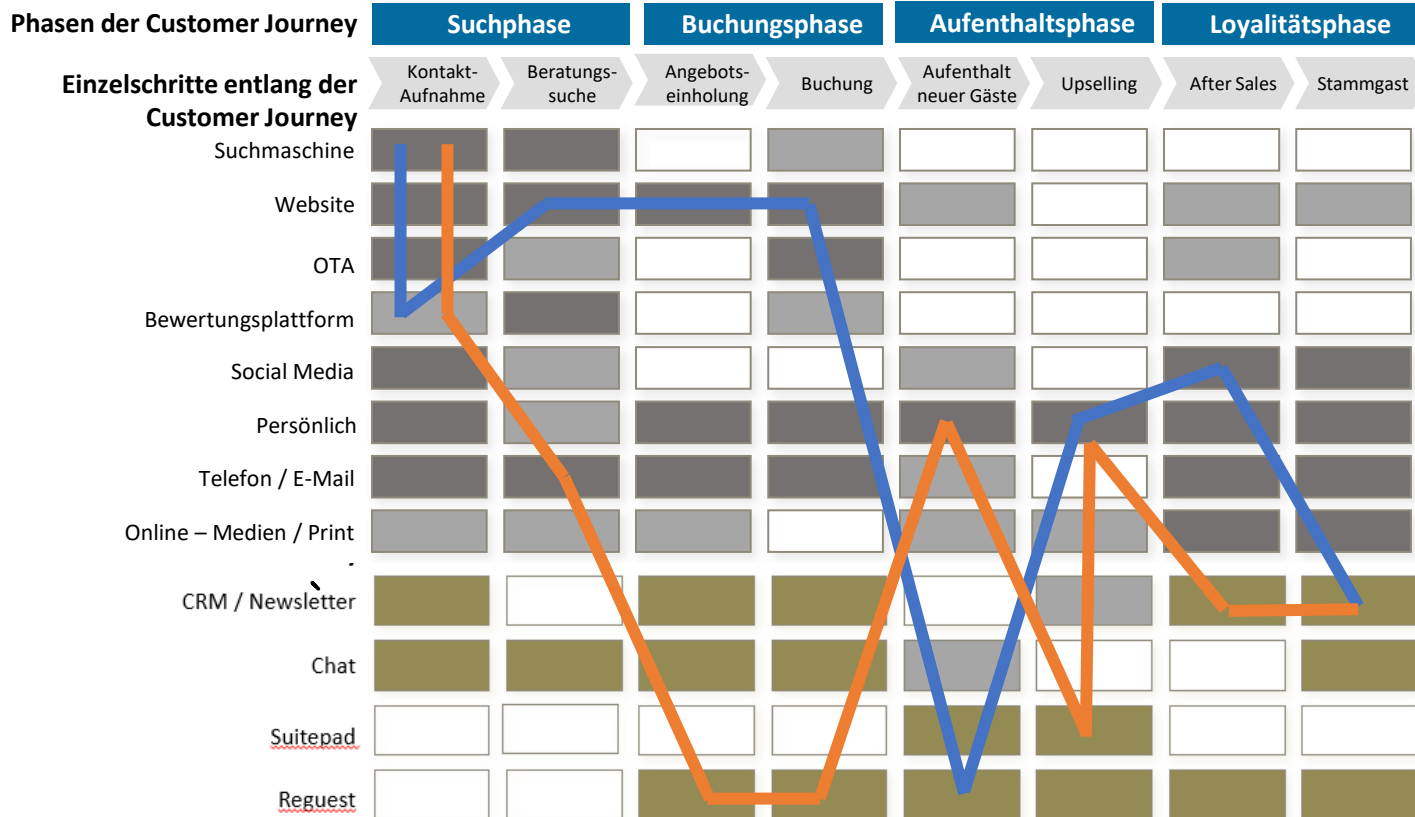 Phasen der Customer Journey
Suchphase
Buchungsphase
Aufenthaltsphase
Loyalitätsphase
Einzelschritte entlang der
Customer Journey
Kontakt-
Aufnahme
Beratungs-
suche
Angebots-
einholung
Buchung
Aufenthalt
neuer Gäste
Upselling
After Sales
Stammgast
Suchmaschine
Website
OTA
Bewertungsplattform
Social Media
Persönlich
Telefon / E-Mail
Online – Medien / Print
CRM / Newsletter
Chat
Suitepad
Reguest